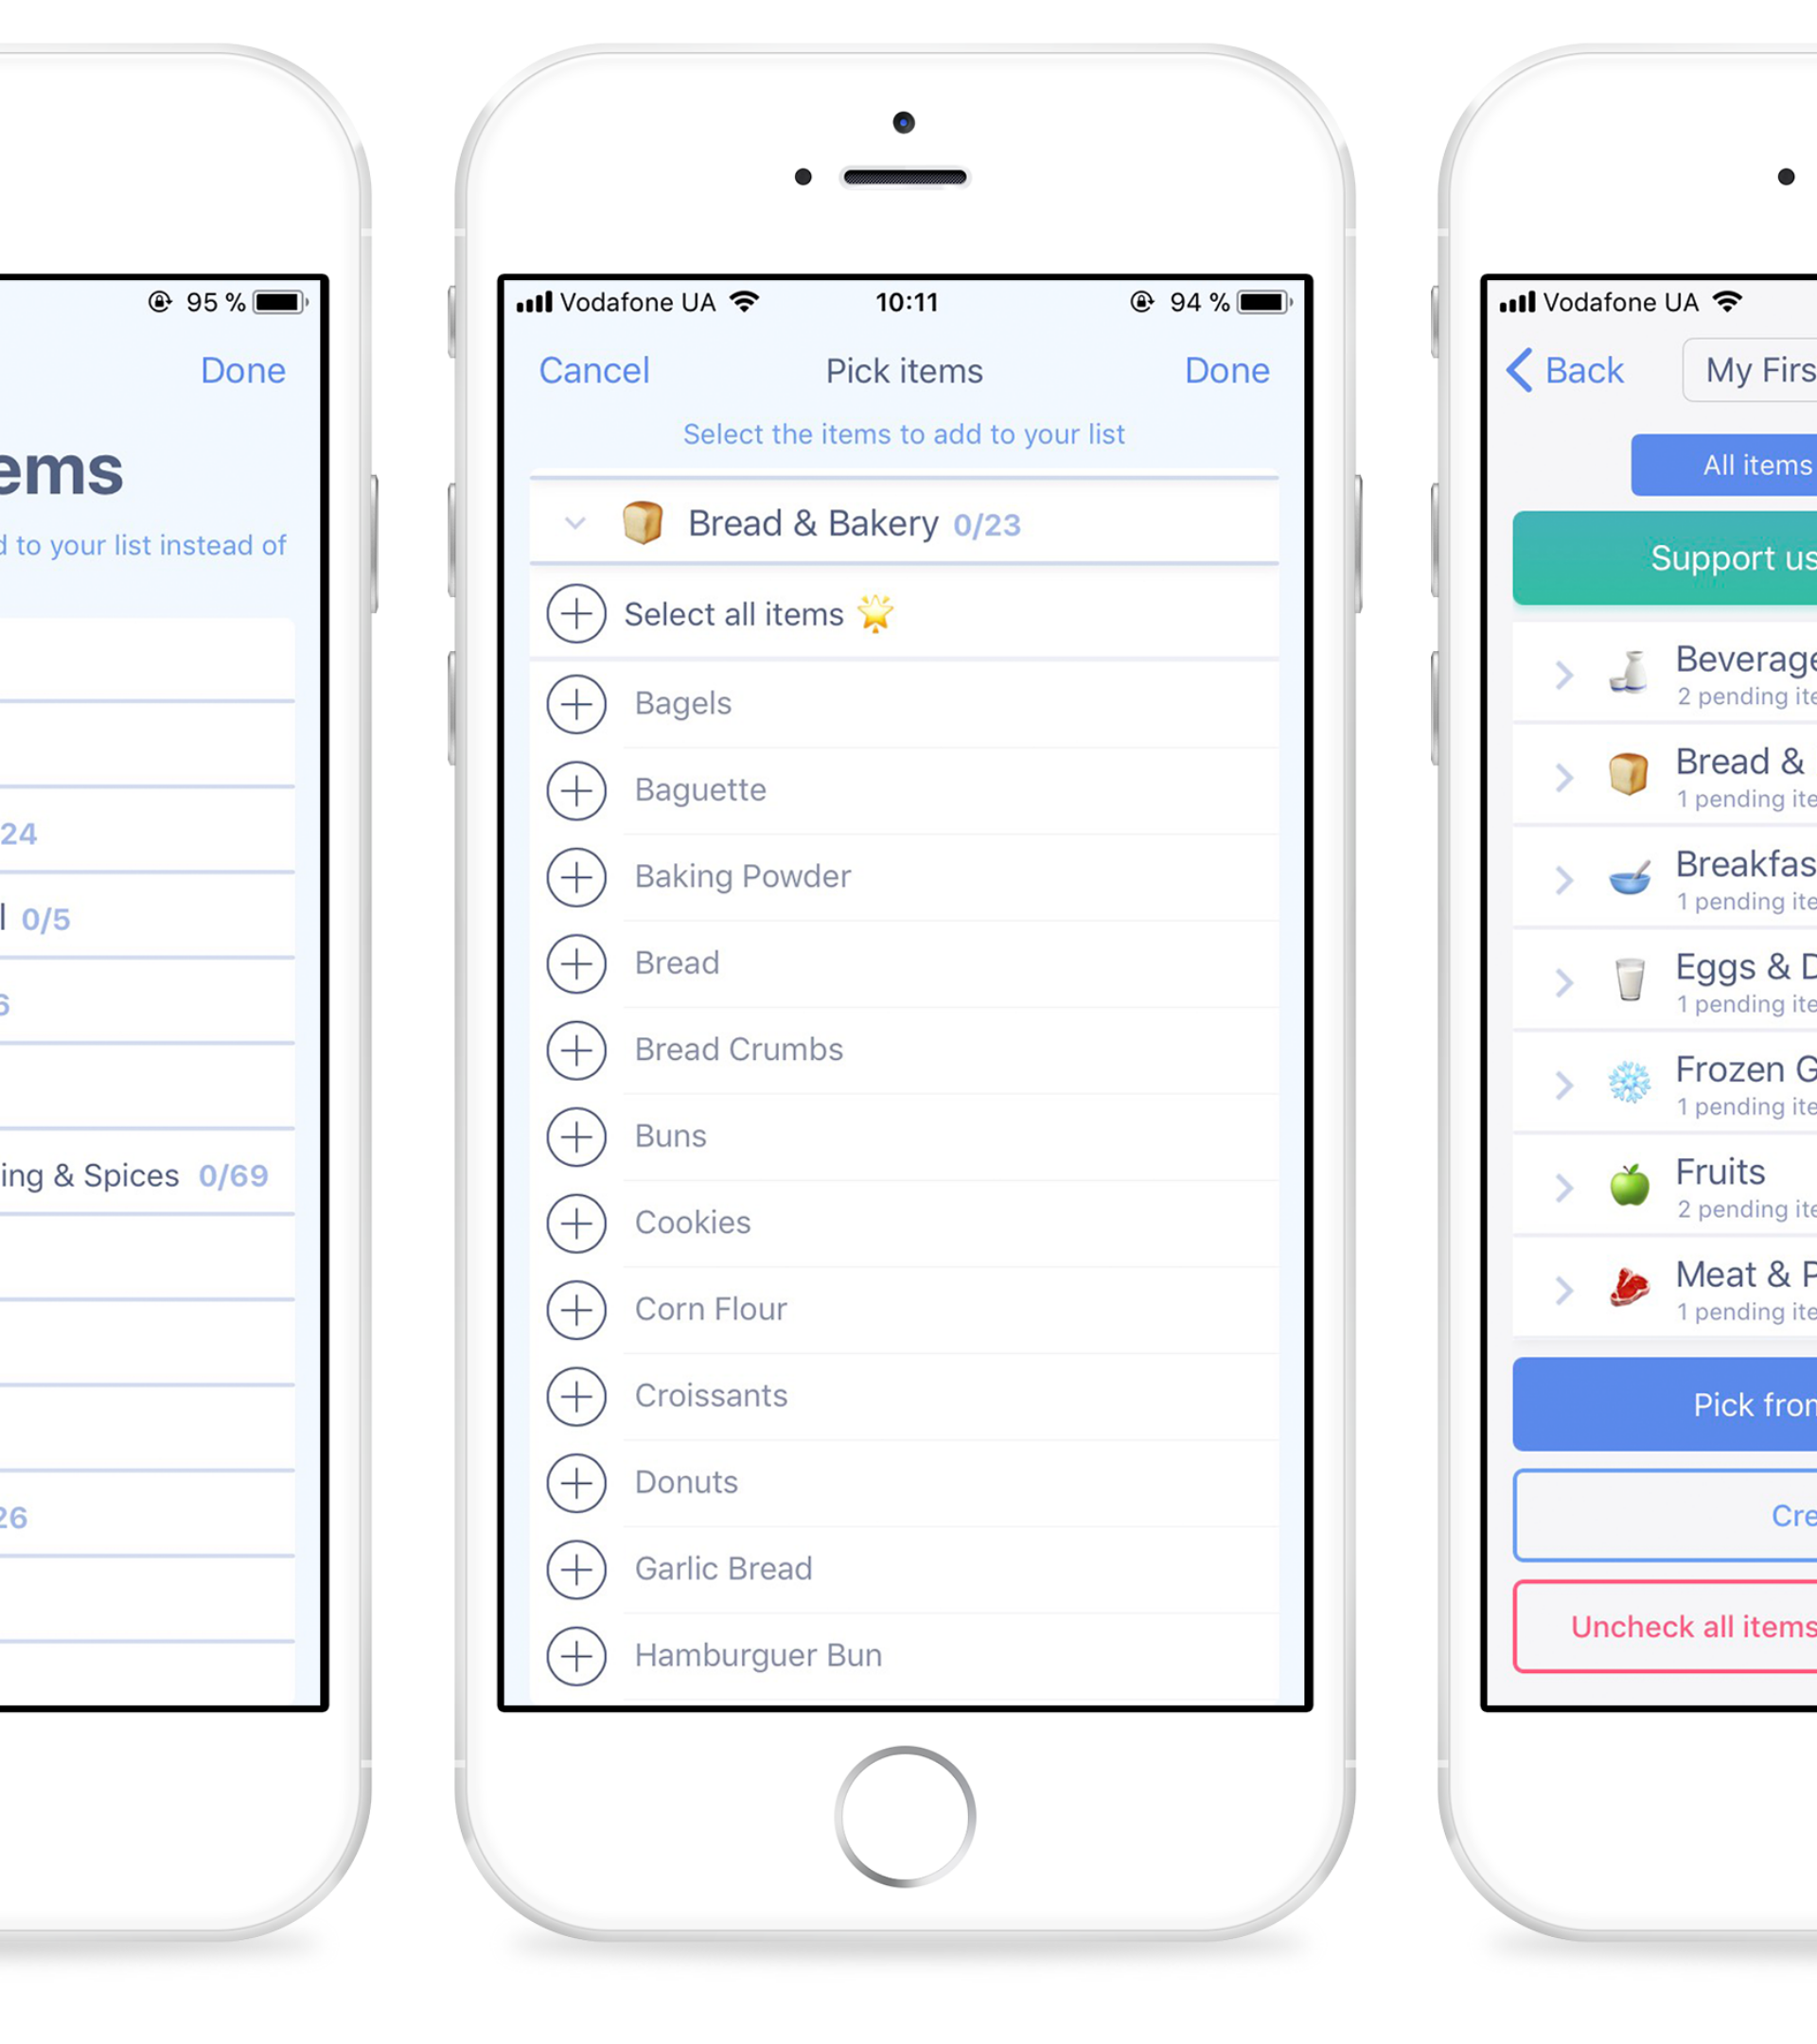 95 %
Done
ems
to your list instead of
24
0/5
6
ing & Spices 0/69
26
Vodafone UA 10:11 94 %
Cancel Pick items Done
Select the items to add to your list
Bread & Bakery 0/23
Select all items
Bagels
Baguette
Baking Powder
Bread
Bread Crumbs
Buns
Cookies
Corn Flour
Croissants
Donuts
Garlic Bread
Hamburguer Bun
Vodafone UA
Back My Firs
All items
Support us
Beverage
2 pending ite
Bread &
1 pending ite
Breakfas
1 pending ite
Eggs & D
1 pending ite
Frozen G
1 pending ite
Fruits
2 pending ite
Meat & P
1 pending ite
Pick from
Cre
Uncheck all items